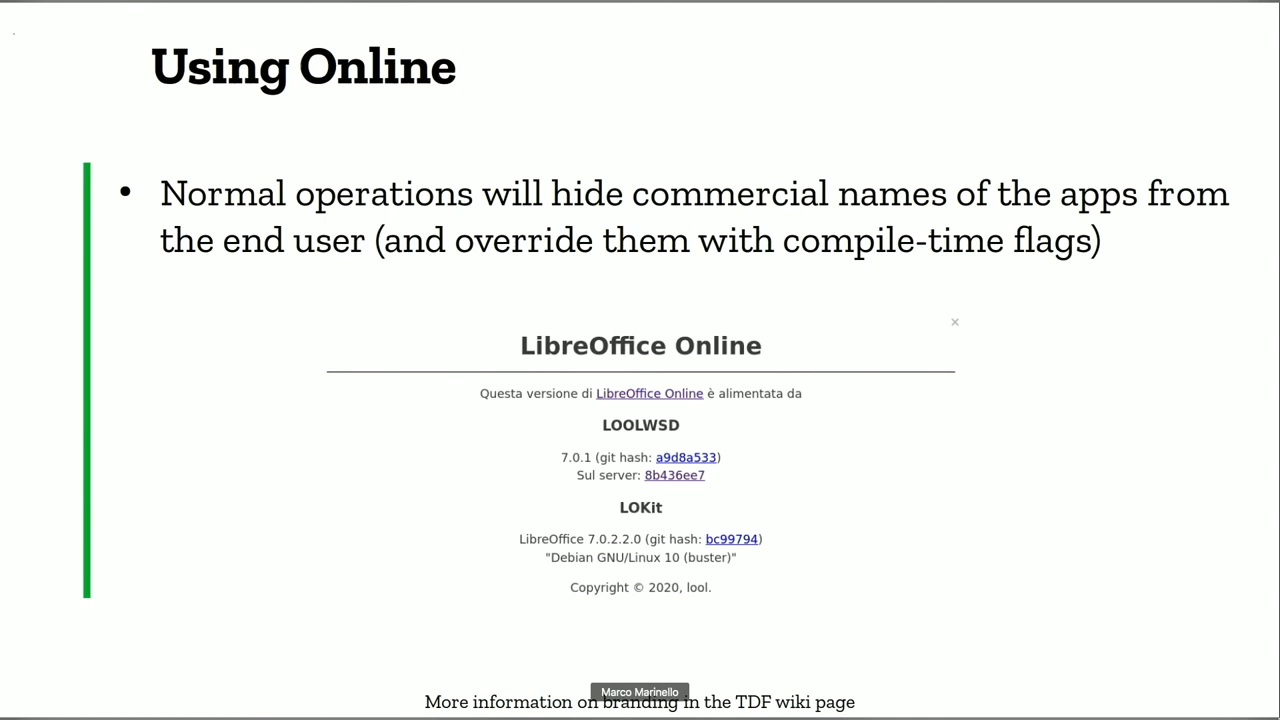 Using Online
• Normal operations will hide commercial names of the apps from
the end user (and override them with compile-time flags)
×
LibreOffice Online
Questa versione di LibreOffice Online è alimentata da
LOOLWSD
7.0.1 (git hash: a9d8a533)
Sul server: 8b436ee7
LOKit
LibreOffice 7.0.2.2.0 (git hash: bc99794)
"Debian GNU/Linux 10 (buster)"
Copyright © 2020, lool.
Marco Marinello
More information on branding in the TDF wiki page